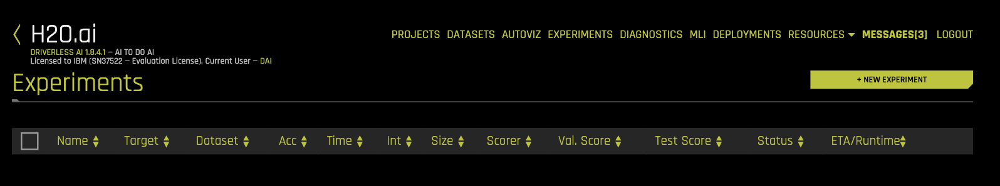 H2O.ai
PROJECTS DATASETS AUTOVIZ EXPERIMENTS DIAGNOSTICS MLI DEPLOYMENTS RESOURCES MESSAGES[3] LOGOUT
DRIVERLESS AI 1.8.4.1 – AI TO DO AI
Licensed to IBM (SN37522 – Evaluation License). Current User – DAI
Experiments
+ NEW EXPERIMENT
Name Target Dataset Acc Time Int Size Scorer Val. Score Test Score Status ETA/Runtime